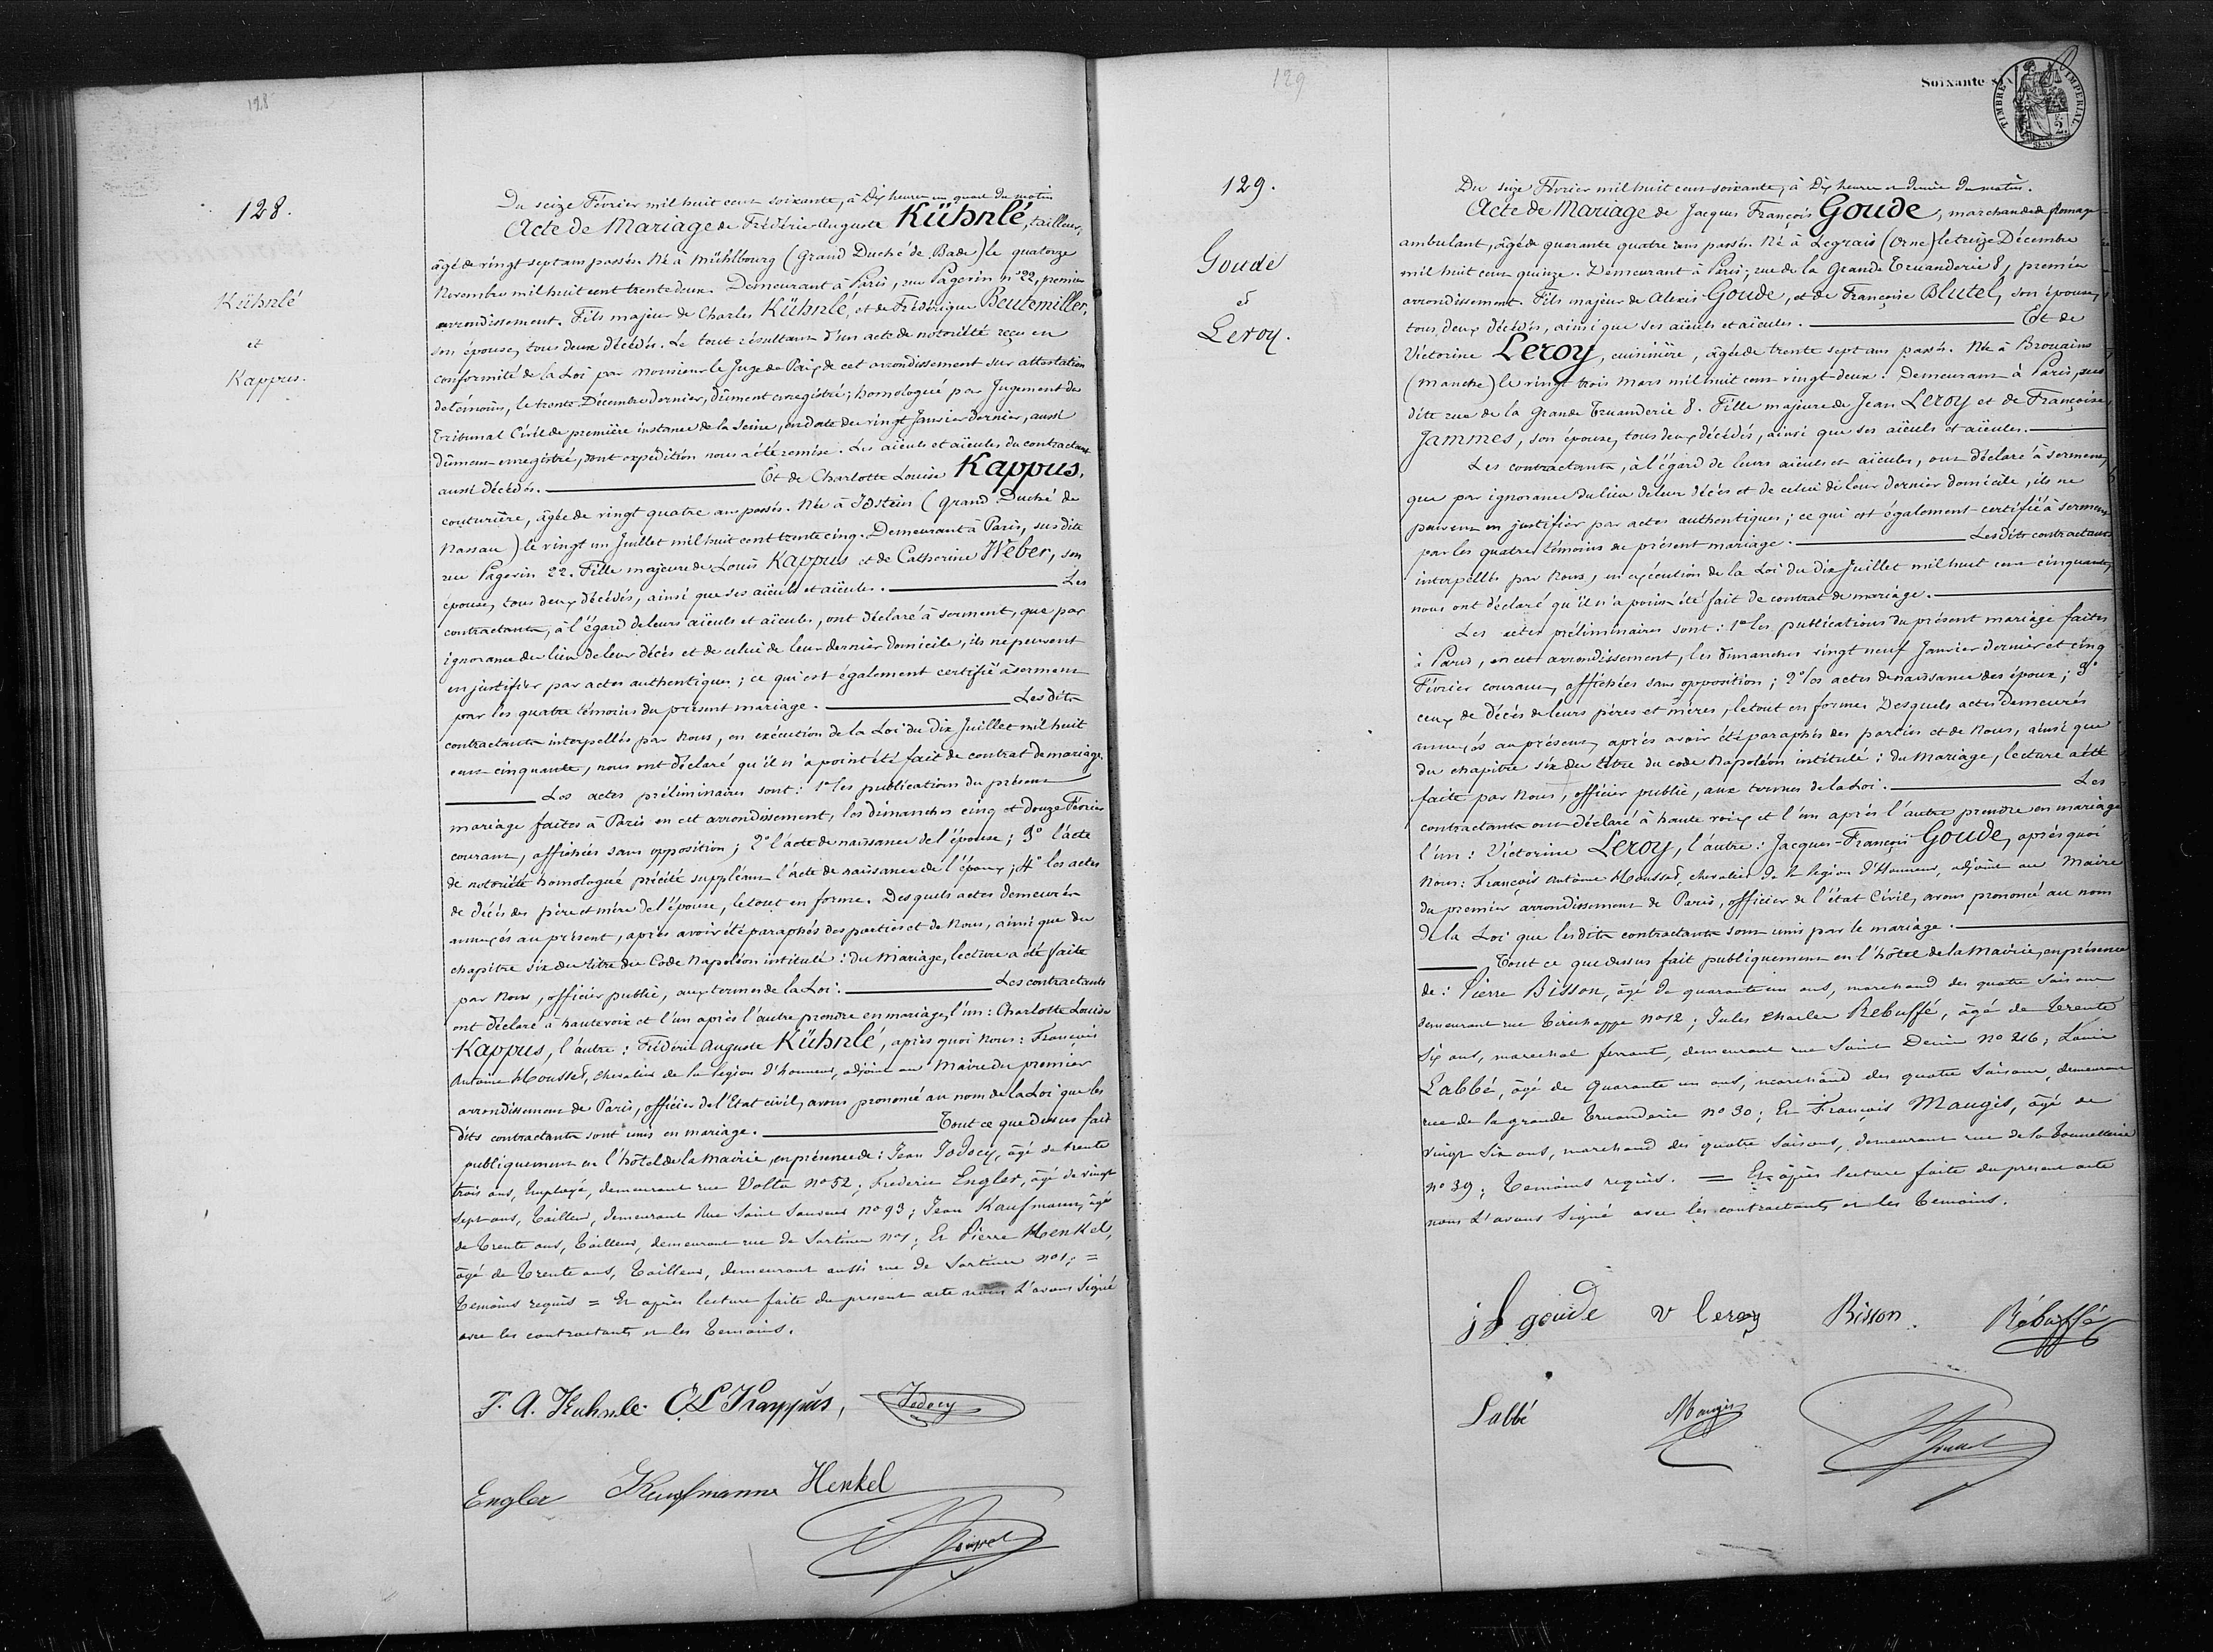 128
128.
Kühnlé
et
Kappus.
Du seize Février mil huit cent soixante, à Dix heures un quart du matin
Acte de Mariage de Frédéric Auguste Kühnlé, tailleur,
âgé de vingt sept ans passés. Né à Mühlbourg (Grand Duché de Bade) le quatorze
Novembre mil huit cent trente deux. Demeurant à Paris, rue Pagevin n° 22, premier
arrondissement. Fils majeur de Charles Kühnlé, et de Frédérique Beutemiller,
son épouse, tous deux décédés. Le tout résultant d'un acte de notoriété reçu en
conformité de la Loi par Monsieur le Juge de Paix de cet arrondissement sur attestation
de témoins, le trente Décembre dernier, dûment enregistré; homologué par Jugement du
Tribunal Civil de première instance de la Seine, en date du vingt Janvier dernier, aussi
dûment enregistré, dont expédition nous a été remise. Les aïeuls et aïeules du contractant
aussi décédés. Et de Charlotte Louise Kappus,
couturière, âgée de vingt quatre ans passés. Née à Idstein (Grand Duché de
Nassau) le vingt un Juillet mil huit cent trente cinq. Demeurant à Paris, susdite
rue Pagevin 22. Fille majeure de Louis Kappus et de Catherine Weber, son
épouse, tous deux décédés, ainsi que ses aïeuls et aïeules. Les
contractants, à l'égard de leurs aïeuls et aïeules, ont déclaré à serment, que par
ignorance du lieu de leur décès et de celui de leur dernier domicile, ils ne peuvent
en justifier par actes authentiques; ce qui est également certifié à serment
par les quatre témoins du présent mariage. Les dits
contractants interpellés par Nous, en exécution de la Loi du Dix Juillet mil huit
cent cinquante, nous ont déclaré qu'il n'a point été fait de contrat de mariage.
Les actes préliminaires sont: 1° les publications du présent
mariage faites à Paris en cet arrondissement, les dimanches cinq et douze Février
courant, affichées sans opposition; 2° l'acte de naissance de l'épouse; 3° l'acte
de notoriété homologué précité suppléant l'acte de naissance de l'époux; 4° les actes
de décès des père et mère de l'épouse, le tout en forme. Desquels actes demeurés
annexés au présent, après avoir été paraphés des parties et de Nous, ainsi que du
chapitre six du titre du Code Napoléon intitulé: du Mariage, lecture a été faite
par Nous, officier public, aux termes de la Loi. Les contractants
ont déclaré à haute voix et l'un après l'autre prendre en mariage, l'un: Charlotte Louise
Kappus, l'autre: Frédéric Auguste Kühnlé, après quoi Nous: François
Antoine Housset, chevalier de la légion d'honneur, adjoint au Maire du premier
arrondissement de Paris, officier de l'Etat civil, avons prononcé au nom de la Loi que les
dits contractants sont unis en mariage. Tout ce que dessus fait
publiquement en l'hôtel de la Mairie, en présence de: Jean Jodocy, âgé de trente
trois ans, Employé, demeurant rue Volta n° 52; Frederic Engler, âgé de vingt
sept ans, Tailleur, demeurant Rue Saint Sauveur n° 93; Jean Kaufmann, âgé
de Trente ans, Tailleur, demeurant rue de Sartines n° 1; Et Pierre Henkel,
âgé de Trente ans, Tailleur, demeurant aussi rue de Sartines n° 1; =
Temoins requis = Et après lecture faite du present acte nous l'avons signé
avec les contractants et les Temoins.
F. A. Kuhnle C L Kappus, Jodocy
Engler Kaufmann Henkel
129
129.
Goude
et
Leroy.
Soixante
TIMBRE IMPERIAL
2.
Du seize Février mil huit cent soixante, à Dix heures et demie du matin.
Acte de Mariage de Jacques François Goude, marchand de fromage
ambulant, âgé de quarante quatre ans passés. Né à Legrais (Orne) le treize Décembre
mil huit cent quinze. Demeurant à Paris, rue de la Grande Truanderie 8, premier
arrondissement. Fils majeur de Alexis Goude, et de Françoise Blutel, son épouse,
tous deux décédés, ainsi que ses aïeuls et aïeules. Et de
Victorine Leroy, cuisinière, âgée de trente sept ans passés. Née à Brouains
(Manche) le vingt trois Mars mil huit cent vingt-deux. Demeurant à Paris, sus
dite rue de la Grande Truanderie 8. Fille majeure de Jean Leroy et de Françoise
Jammes, son épouse, tous deux décédés, ainsi que ses aïeuls et aïeules.
Les contractants, à l'égard de leurs aïeuls et aïeules, ont déclaré à serment,
que par ignorance du lieu de leur décès et de celui de leur dernier domicile, ils ne
peuvent en justifier par actes authentiques; ce qui est également certifié à serment
par les quatre témoins du présent mariage. Les dits contractants
interpellés par Nous, en exécution de la Loi du Dix Juillet mil huit cent cinquante,
nous ont déclaré qu'il n'a point été fait de contrat de mariage.
Les actes préliminaires sont: 1° les publications du présent mariage faites
à Paris, en cet arrondissement, les dimanches vingt neuf Janvier dernier et cinq
Février courant, affichées sans opposition; 2° les actes de naissance des époux; 3°
ceux de décès de leurs pères et mères, le tout en forme. Desquels actes demeurés
annexés au présent, après avoir été paraphés des parties et de Nous, ainsi que
du chapitre six du titre du code Napoléon intitulé: du Mariage, lecture a été
faite par Nous, officier public, aux termes de la Loi. Les
contractants ont déclaré à haute voix et l'un après l'autre prendre en mariage
l'un: Victorine Leroy, l'autre: Jacques-François Goude, après quoi
Nous: François Antoine Housset, chevalier de la légion d'Honneur, adjoint au Maire
du premier arrondissement de Paris, officier de l'état Civil, avons prononcé au nom
de la Loi que lesdits contractants sont unis par le mariage.
Tout ce que dessus fait publiquement en l'hôtel de la Mairie, en présence
de: Pierre Bisson, âgé de quarante un ans, marchand des quatre saisons
demeurant rue Tirechappe n° 12; Jules Charles Rebuffé, âgé de Trente
six ans, marechal ferrant, demeurant rue Saint Denis n° 216; Louis
Labbé, âgé de Quarante un ans, marchand des quatre Saisons, demeurant
rue de la grande Truanderie n° 30; Et François Maugis, âgé de
vingt six ans, marchand des quatre Saisons, demeurant rue de la Tonnellerie
n° 39; Temoins requis. = Et après lecture faite du present acte
nous l'avons signé avec les contractants et les Temoins.
j f goude v leroy Bisson Rébuffé
Labbé Maugis